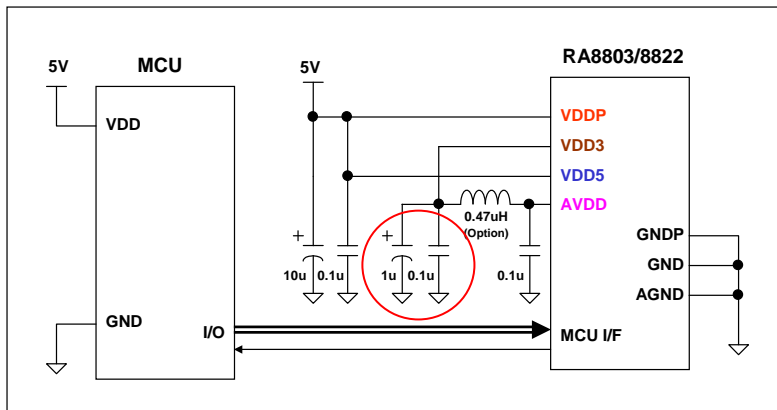 RA8803/8822
5V
MCU
5V
VDD
VDDP
VDD3
VDD5
AVDD
0.47uH
(Option)
+
10u
0.1u
+
1u
0.1u
0.1u
GNDP
GND
AGND
GND
I/O
MCU I/F